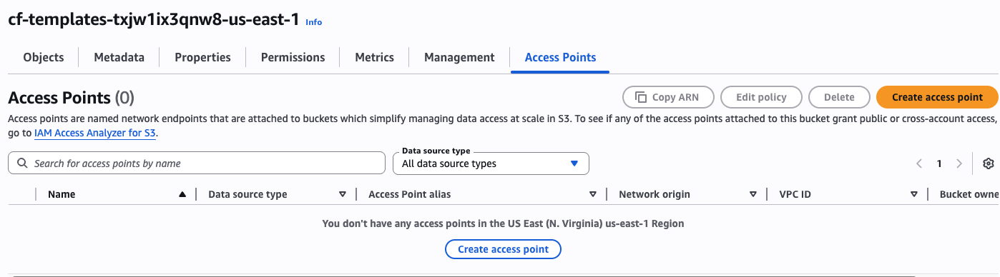 cf-templates-txjw1ix3qnw8-us-east-1 Info
Objects Metadata Properties Permissions Metrics Management Access Points
Access Points (0) Copy ARN Edit policy Delete Create access point
Access points are named network endpoints that are attached to buckets which simplify managing data access at scale in S3. To see if any of the access points attached to this bucket grant public or cross-account access,
go to IAM Access Analyzer for S3.
Data source type
Search for access points by name All data source types 1
Name Data source type Access Point alias Network origin VPC ID Bucket owne
You don't have any access points in the US East (N. Virginia) us-east-1 Region
Create access point